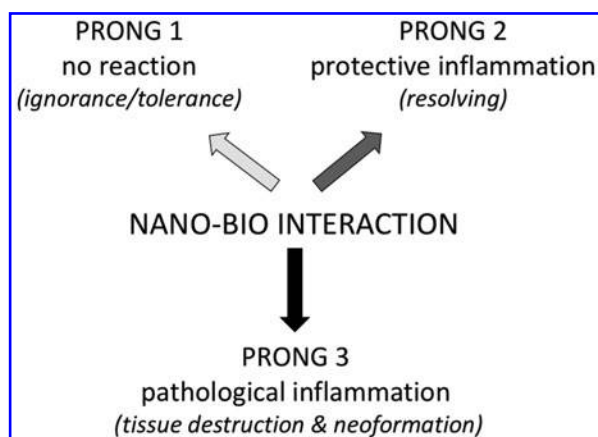 PRONG 1
no reaction
(ignorance/tolerance)
PRONG 2
protective inflammation
(resolving)
NANO-BIO INTERACTION
PRONG 3
pathological inflammation
(tissue destruction & neoformation)